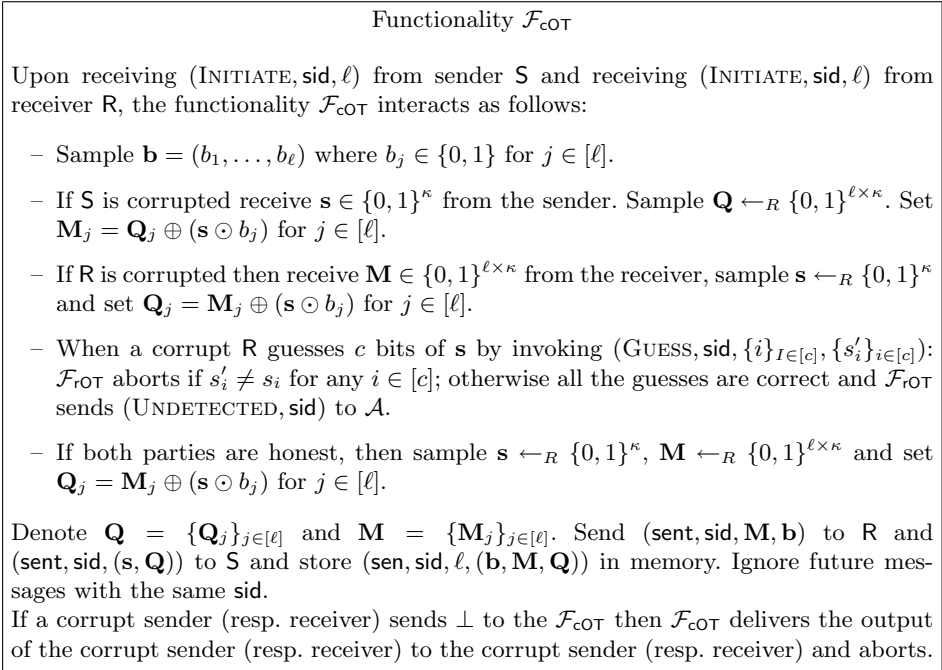 Functionality 𝓕cOT
Upon receiving (INITIATE, sid, ℓ) from sender S and receiving (INITIATE, sid, ℓ) from
receiver R, the functionality 𝓕cOT interacts as follows:
– Sample b = (b₁, . . . , bℓ) where bⱼ ∈ {0, 1} for j ∈ [ℓ].
– If S is corrupted receive s ∈ {0, 1}^κ from the sender. Sample Q ←R {0, 1}^{ℓ×κ}. Set
Mⱼ = Qⱼ ⊕ (s ⊙ bⱼ) for j ∈ [ℓ].
– If R is corrupted then receive M ∈ {0, 1}^{ℓ×κ} from the receiver, sample s ←R {0, 1}^κ
and set Qⱼ = Mⱼ ⊕ (s ⊙ bⱼ) for j ∈ [ℓ].
– When a corrupt R guesses c bits of s by invoking (GUESS, sid, {i}_{I∈[c]}, {s′ᵢ}_{i∈[c]}):
𝓕rOT aborts if s′ᵢ ≠ sᵢ for any i ∈ [c]; otherwise all the guesses are correct and 𝓕rOT
sends (UNDETECTED, sid) to 𝒜.
– If both parties are honest, then sample s ←R {0, 1}^κ, M ←R {0, 1}^{ℓ×κ} and set
Qⱼ = Mⱼ ⊕ (s ⊙ bⱼ) for j ∈ [ℓ].
Denote Q = {Qⱼ}_{j∈[ℓ]} and M = {Mⱼ}_{j∈[ℓ]}. Send (sent, sid, M, b) to R and
(sent, sid, (s, Q)) to S and store (sen, sid, ℓ, (b, M, Q)) in memory. Ignore future mes-
sages with the same sid.
If a corrupt sender (resp. receiver) sends ⊥ to the 𝓕cOT then 𝓕cOT delivers the output
of the corrupt sender (resp. receiver) to the corrupt sender (resp. receiver) and aborts.